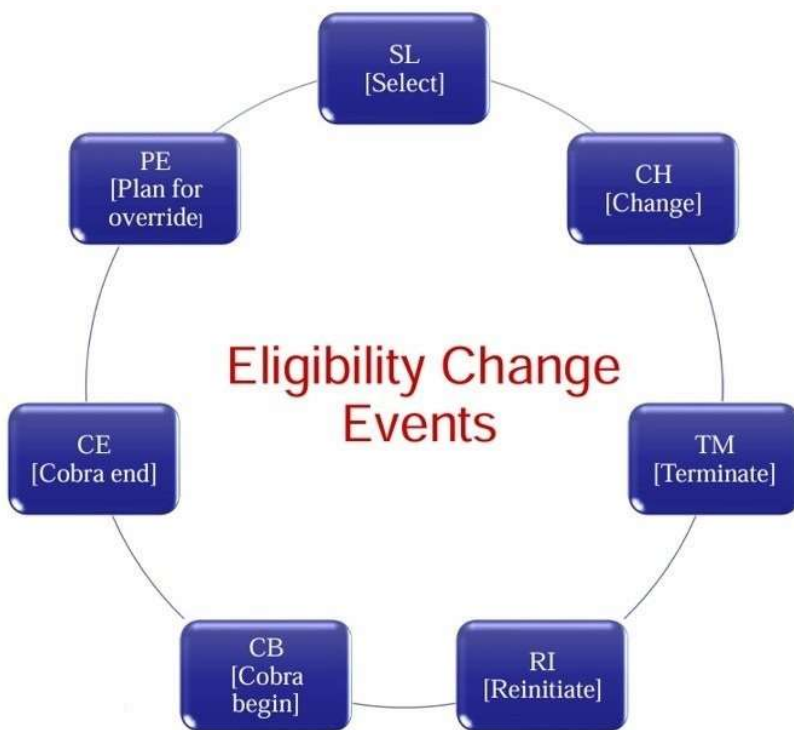 SL
[Select]
CH
[Change]
TM
[Terminate]
RI
[Reinitiate]
CB
[Cobra
begin]
CE
[Cobra end]
PE
[Plan for
override]
Eligibility Change
Events